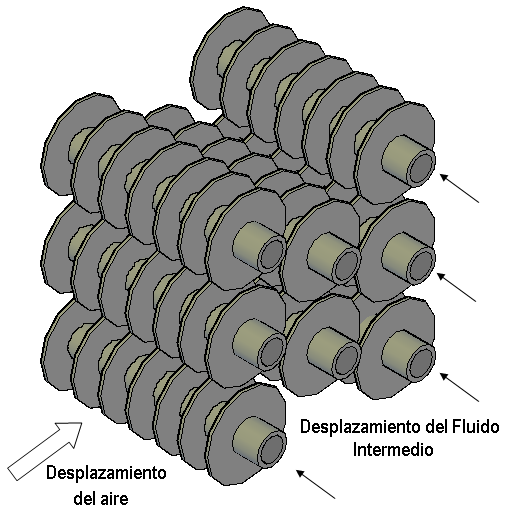 Desplazamiento del Fluido
Intermedio
Desplazamiento
del aire